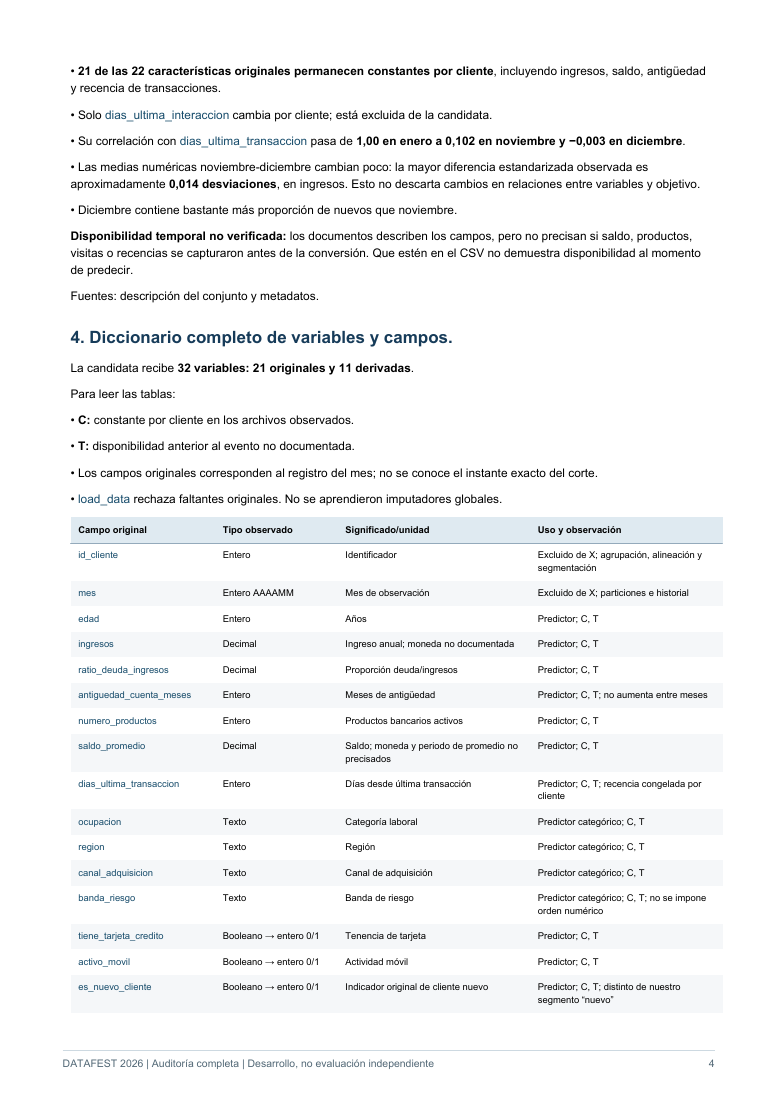 • 21 de las 22 características originales permanecen constantes por cliente, incluyendo ingresos, saldo, antigüedad
y recencia de transacciones.
• Solo dias_ultima_interaccion cambia por cliente; está excluida de la candidata.
• Su correlación con dias_ultima_transaccion pasa de 1,00 en enero a 0,102 en noviembre y −0,003 en diciembre.
• Las medias numéricas noviembre-diciembre cambian poco: la mayor diferencia estandarizada observada es
aproximadamente 0,014 desviaciones, en ingresos. Esto no descarta cambios en relaciones entre variables y objetivo.
• Diciembre contiene bastante más proporción de nuevos que noviembre.
Disponibilidad temporal no verificada: los documentos describen los campos, pero no precisan si saldo, productos,
visitas o recencias se capturaron antes de la conversión. Que estén en el CSV no demuestra disponibilidad al momento
de predecir.
Fuentes: descripción del conjunto y metadatos.
4. Diccionario completo de variables y campos.
La candidata recibe 32 variables: 21 originales y 11 derivadas.
Para leer las tablas:
• C: constante por cliente en los archivos observados.
• T: disponibilidad anterior al evento no documentada.
• Los campos originales corresponden al registro del mes; no se conoce el instante exacto del corte.
• load_data rechaza faltantes originales. No se aprendieron imputadores globales.
Campo original Tipo observado Significado/unidad Uso y observación
id_cliente Entero Identificador Excluido de X; agrupación, alineación y
segmentación
mes Entero AAAAMM Mes de observación Excluido de X; particiones e historial
edad Entero Años Predictor; C, T
ingresos Decimal Ingreso anual; moneda no documentada Predictor; C, T
ratio_deuda_ingresos Decimal Proporción deuda/ingresos Predictor; C, T
antiguedad_cuenta_meses Entero Meses de antigüedad Predictor; C, T; no aumenta entre meses
numero_productos Entero Productos bancarios activos Predictor; C, T
saldo_promedio Decimal Saldo; moneda y periodo de promedio no Predictor; C, T
precisados
dias_ultima_transaccion Entero Días desde última transacción Predictor; C, T; recencia congelada por
cliente
ocupacion Texto Categoría laboral Predictor categórico; C, T
region Texto Región Predictor categórico; C, T
canal_adquisicion Texto Canal de adquisición Predictor categórico; C, T
banda_riesgo Texto Banda de riesgo Predictor categórico; C, T; no se impone
orden numérico
tiene_tarjeta_credito Booleano → entero 0/1 Tenencia de tarjeta Predictor; C, T
activo_movil Booleano → entero 0/1 Actividad móvil Predictor; C, T
es_nuevo_cliente Booleano → entero 0/1 Indicador original de cliente nuevo Predictor; C, T; distinto de nuestro
segmento “nuevo”
DATAFEST 2026 | Auditoría completa | Desarrollo, no evaluación independiente 4